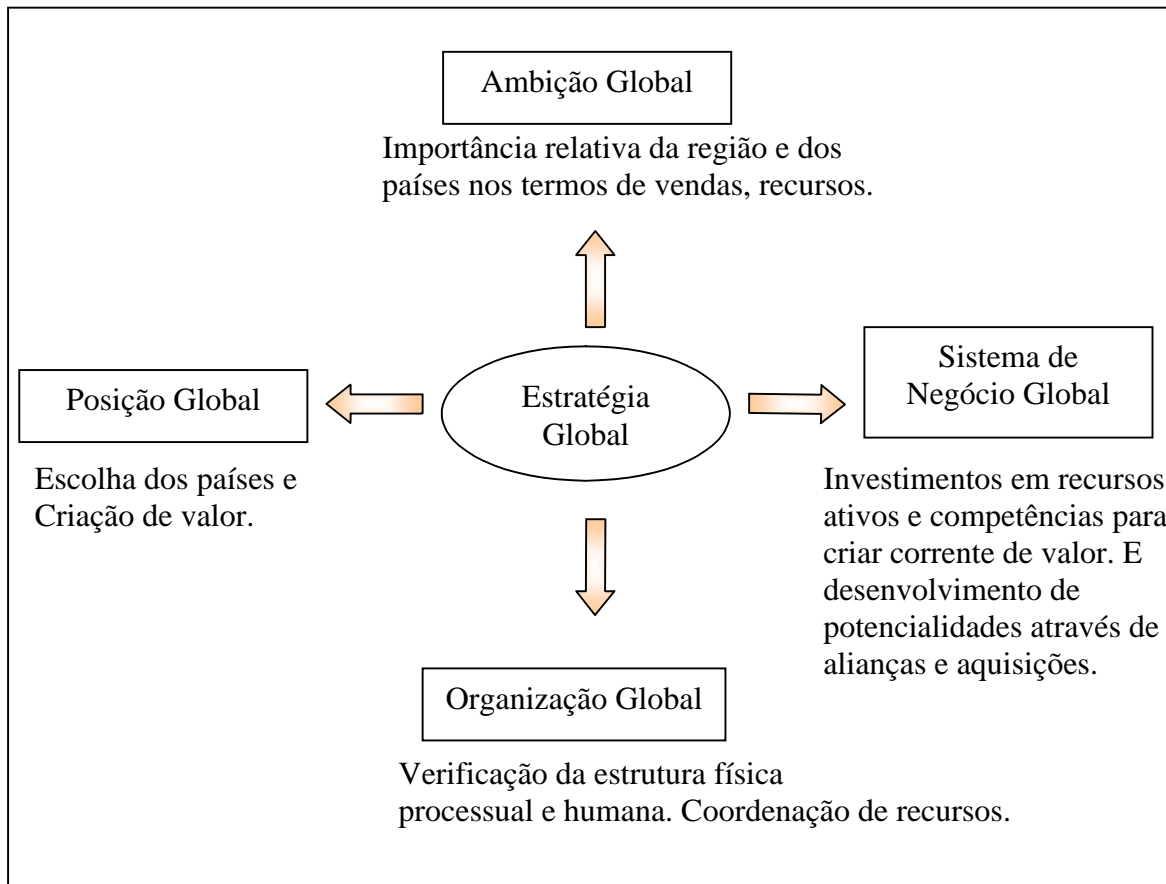 Ambição Global
Importância relativa da região e dos
países nos termos de vendas, recursos.
Posição Global
Escolha dos países e
Criação de valor.
Estratégia
Global
Sistema de
Negócio Global
Investimentos em recursos
ativos e competências para
criar corrente de valor. E
desenvolvimento de
potencialidades através de
alianças e aquisições.
Organização Global
Verificação da estrutura física
processual e humana. Coordenação de recursos.